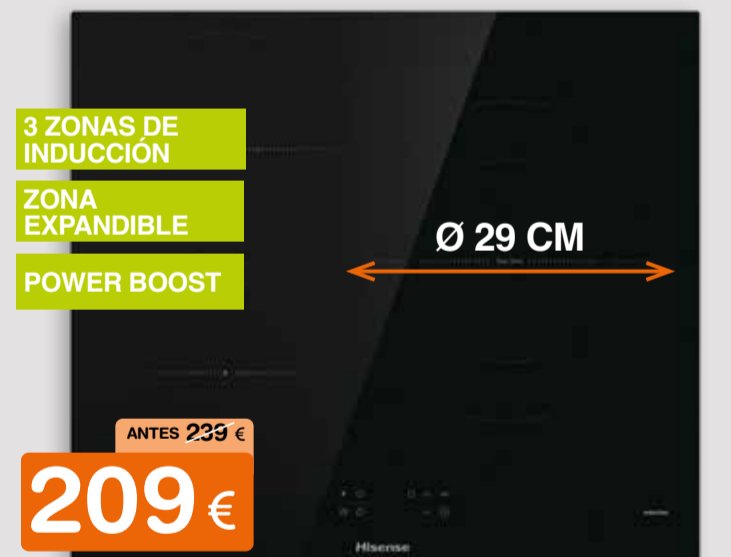 3 ZONAS DE
INDUCCIÓN
ZONA
EXPANDIBLE
POWER BOOST
Ø 29 CM
ANTES 239 €
209 €
Hisense